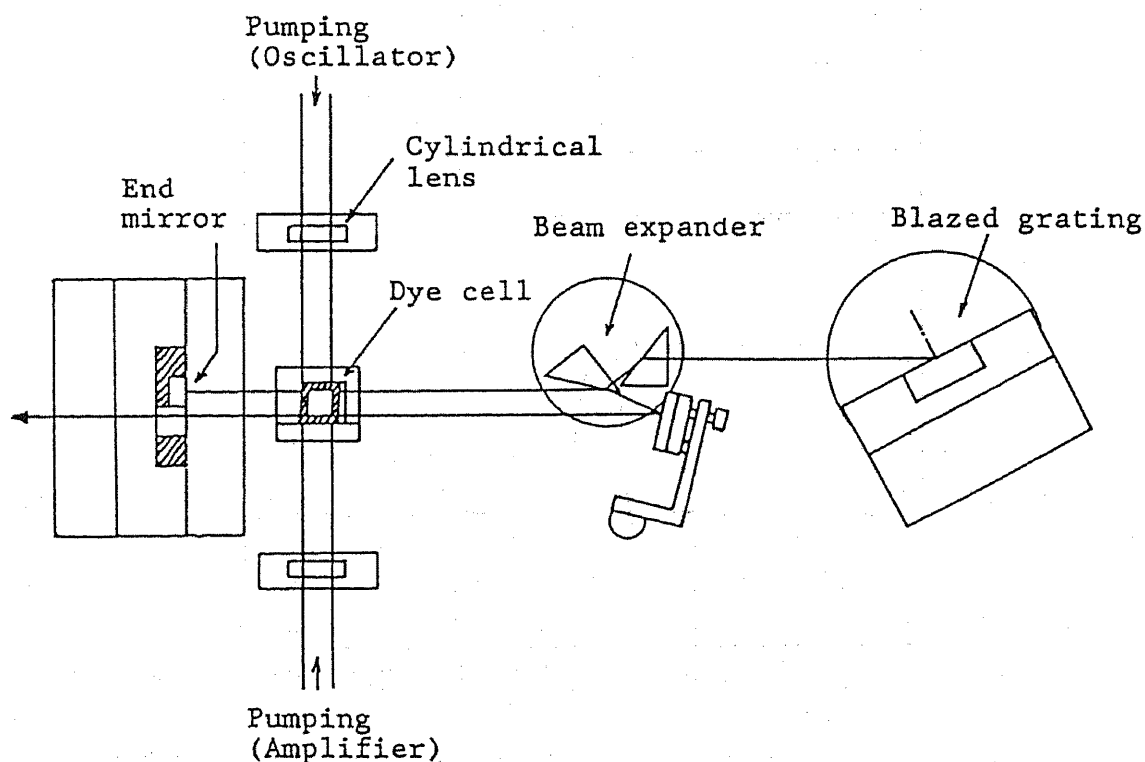 Pumping
(Oscillator)
Cylindrical
lens
End
mirror
Beam expander
Blazed grating
Dye cell
Pumping
(Amplifier)